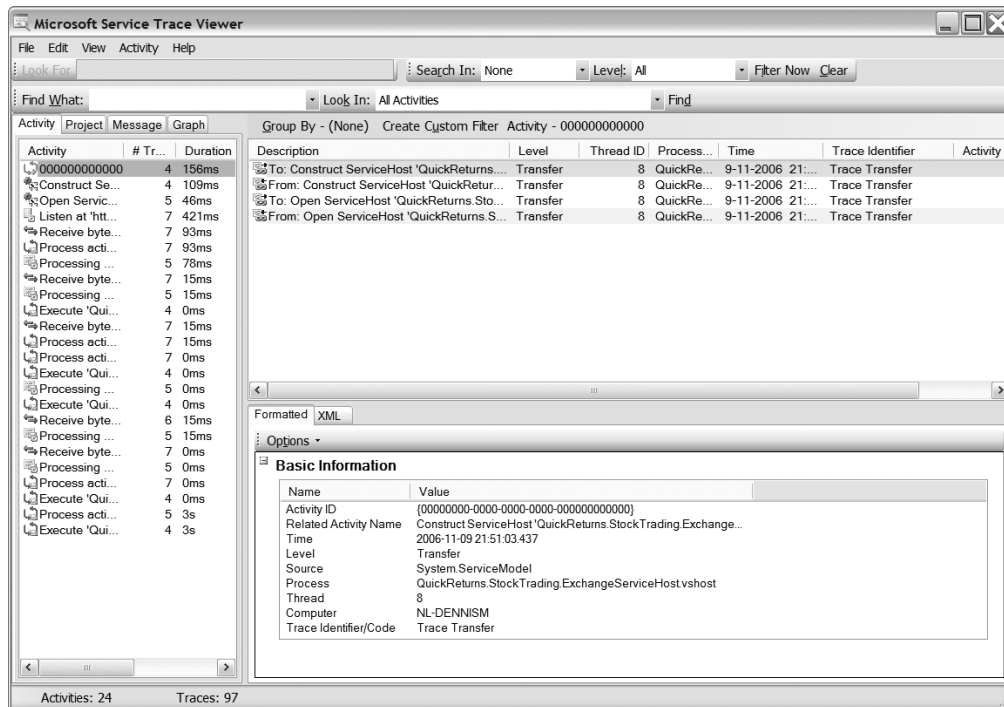 Microsoft Service Trace Viewer
File Edit View Activity Help
Look For Search In: None Level: All Filter Now Clear
Find What: Look In: All Activities Find
Activity Project Message Graph
Group By - (None) Create Custom Filter Activity - 000000000000
Activity # Tr... Duration
000000000000 4 156ms
Construct Se... 4 109ms
Open Servic... 5 46ms
Listen at 'htt... 7 421ms
Receive byte... 7 93ms
Process acti... 7 93ms
Processing ... 5 78ms
Receive byte... 7 15ms
Processing ... 5 15ms
Execute 'Qui... 4 0ms
Receive byte... 7 15ms
Process acti... 7 15ms
Process acti... 7 0ms
Execute 'Qui... 4 0ms
Processing ... 5 0ms
Execute 'Qui... 4 0ms
Receive byte... 6 15ms
Processing ... 5 15ms
Receive byte... 7 0ms
Processing ... 5 0ms
Process acti... 7 0ms
Execute 'Qui... 4 0ms
Process acti... 5 3s
Execute 'Qui... 4 3s
Description Level Thread ID Process... Time Trace Identifier Activity
To: Construct ServiceHost 'QuickReturns.... Transfer 8 QuickRe... 9-11-2006 21:... Trace Transfer
From: Construct ServiceHost 'QuickRetur... Transfer 8 QuickRe... 9-11-2006 21:... Trace Transfer
To: Open ServiceHost 'QuickReturns.Sto... Transfer 8 QuickRe... 9-11-2006 21:... Trace Transfer
From: Open ServiceHost 'QuickReturns.S... Transfer 8 QuickRe... 9-11-2006 21:... Trace Transfer
Formatted XML
Options
Basic Information
Name Value
Activity ID {00000000-0000-0000-0000-000000000000}
Related Activity Name Construct ServiceHost 'QuickReturns.StockTrading.Exchange...
Time 2006-11-09 21:51:03.437
Level Transfer
Source System.ServiceModel
Process QuickReturns.StockTrading.ExchangeServiceHost.vshost
Thread 8
Computer NL-DENNISM
Trace Identifier/Code Trace Transfer
Activities: 24 Traces: 97